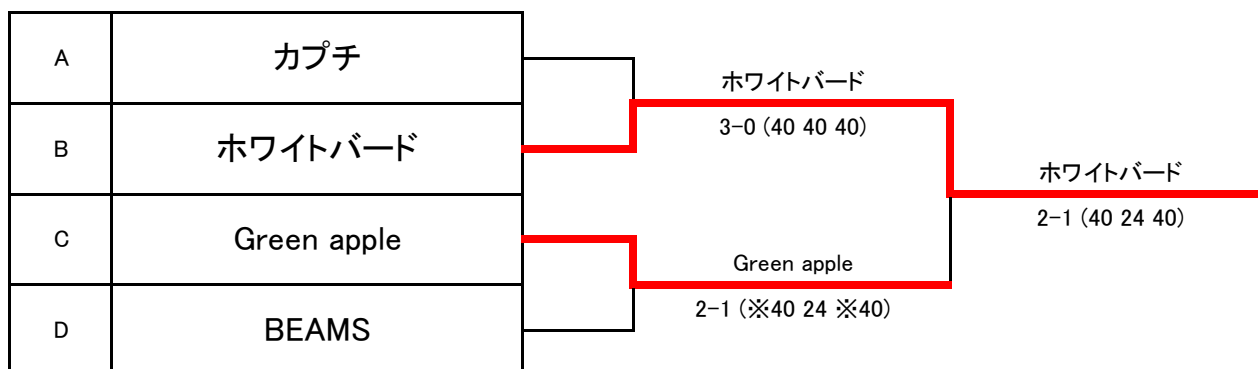 A
カプチ
B
ホワイトバード
C
Green apple
D
BEAMS
ホワイトバード
3-0 (40 40 40)
Green apple
2-1 (※40 24 ※40)
ホワイトバード
2-1 (40 24 40)